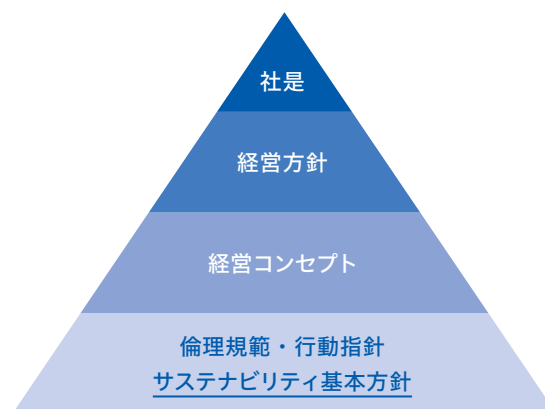 社是
経営方針
経営コンセプト
倫理規範・行動指針
サステナビリティ基本方針